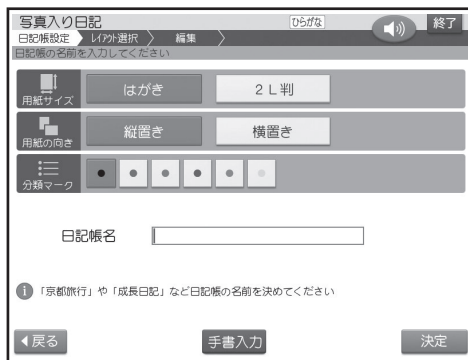 写真入り日記
ひらがな
終了
日記帳設定 レイアウト選択 編集
日記帳の名前を入力してください
用紙サイズ はがき 2L判
用紙の向き 縦置き 横置き
分類マーク
日記帳名
「京都旅行」や「成長日記」など日記帳の名前を決めてください
戻る 手書入力 決定